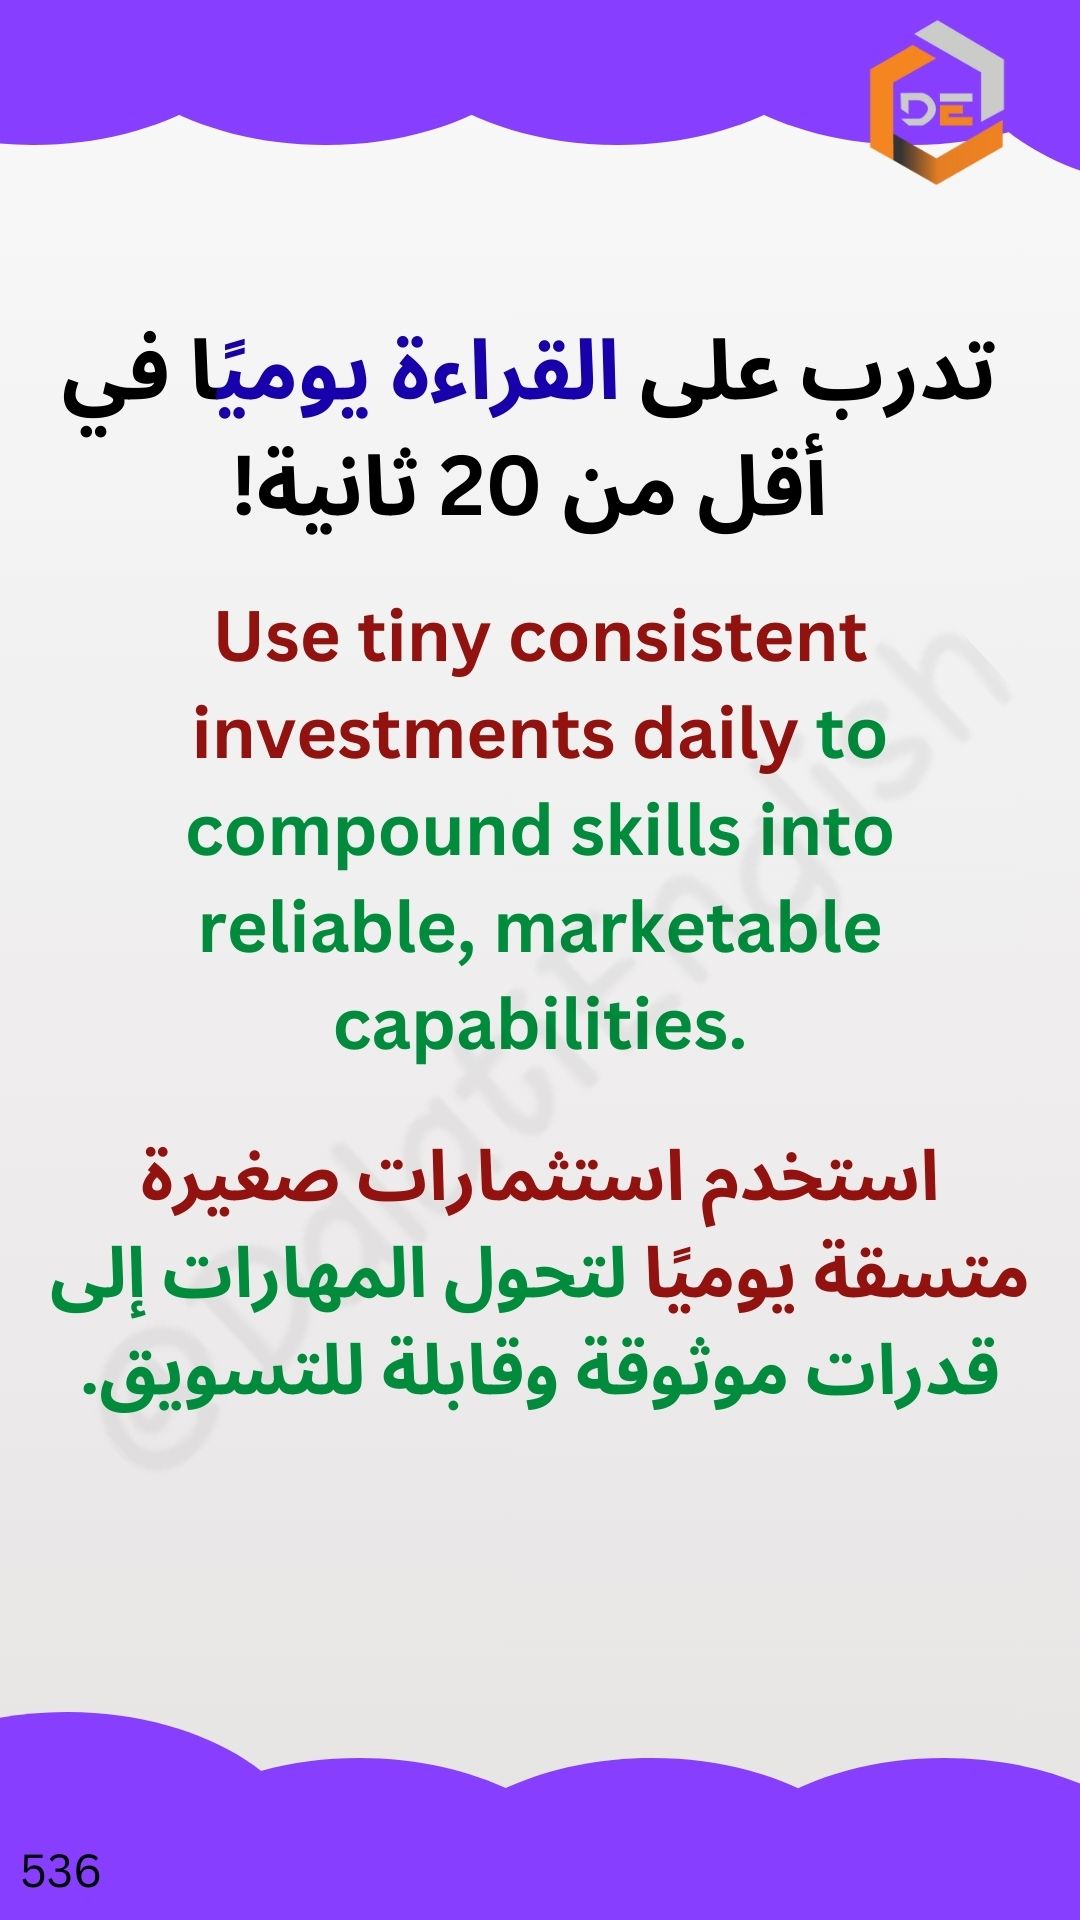 DE
تدرب على القراءة يوميًا في
أقل من 20 ثانية!
Use tiny consistent
investments daily to
compound skills into
reliable, marketable
capabilities.
استخدم استثمارات صغيرة
متسقة يوميًا لتحول المهارات إلى
قدرات موثوقة وقابلة للتسويق.
©DalatEnglish
536